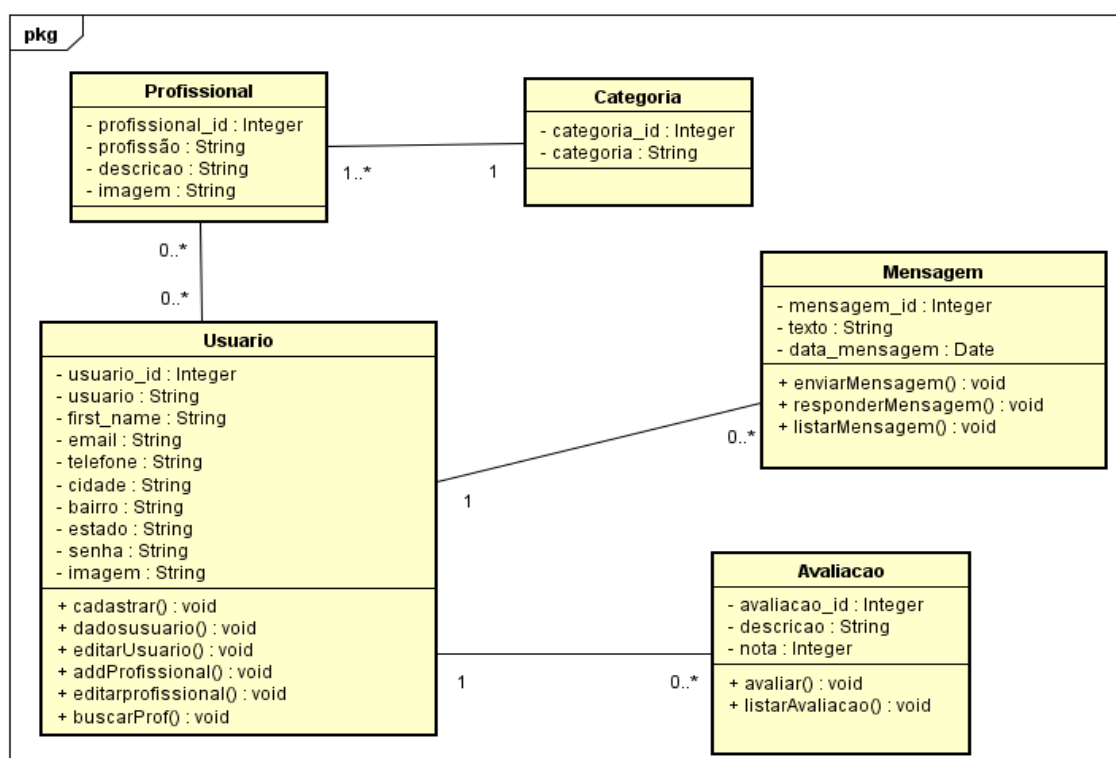 pkg
Profissional
- profissional_id : Integer
- profissão : String
- descricao : String
- imagem : String
Categoria
- categoria_id : Integer
- categoria : String
1..*
1
0..*
0..*
Mensagem
- mensagem_id : Integer
- texto : String
- data_mensagem : Date
+ enviarMensagem() : void
+ responderMensagem() : void
+ listarMensagem() : void
Usuario
- usuario_id : Integer
- usuario : String
- first_name : String
- email : String
- telefone : String
- cidade : String
- bairro : String
- estado : String
- senha : String
- imagem : String
+ cadastrar() : void
+ dadosusuario() : void
+ editarUsuario() : void
+ addProfissional() : void
+ editarprofissional() : void
+ buscarProf() : void
0..*
1
Avaliacao
- avaliacao_id : Integer
- descricao : String
- nota : Integer
+ avaliar() : void
+ listarAvaliacao() : void
1
0..*